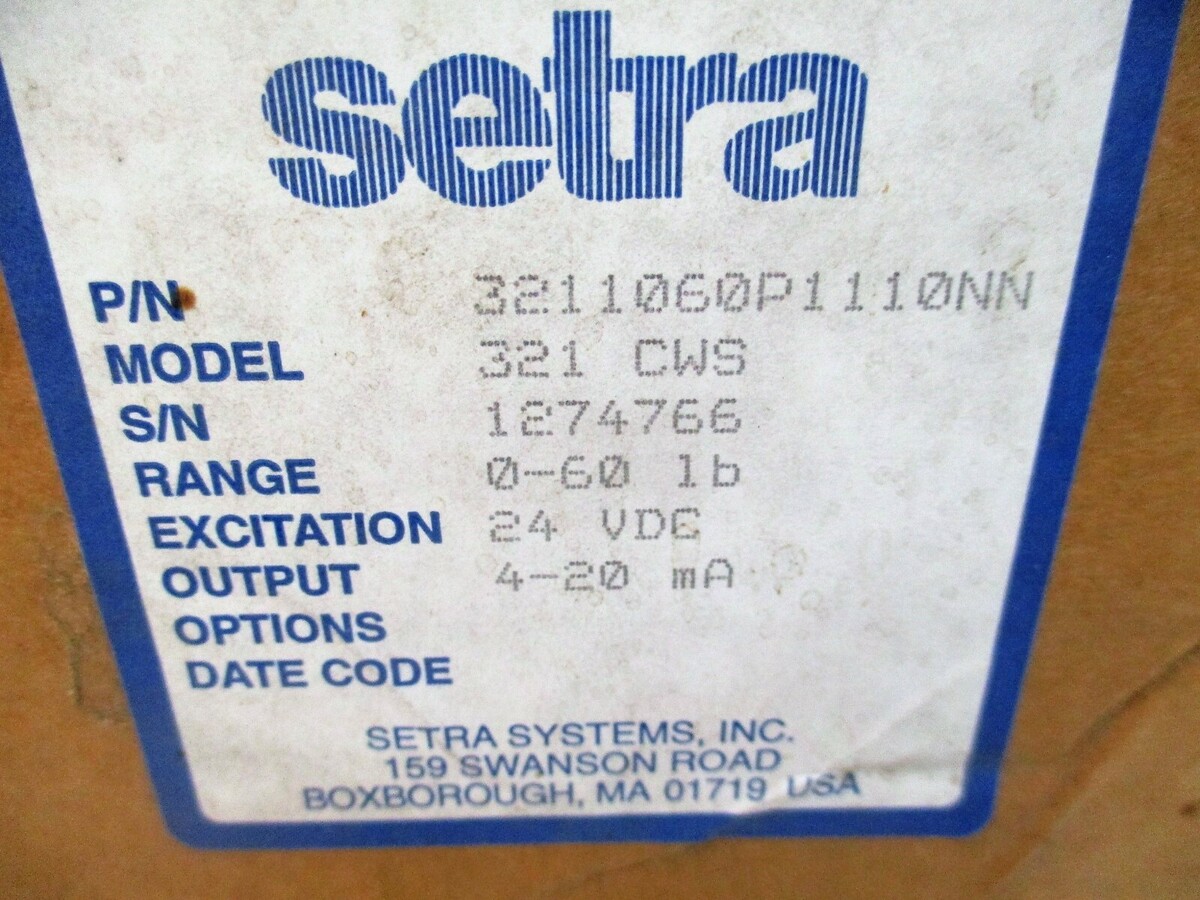 setra
P/N 3211060P1110NN
MODEL 321 CWS
S/N 1274766
RANGE 0-60 lb
EXCITATION 24 VDC
OUTPUT 4-20 mA
OPTIONS
DATE CODE
SETRA SYSTEMS, INC.
159 SWANSON ROAD
BOXBOROUGH, MA 01719 USA